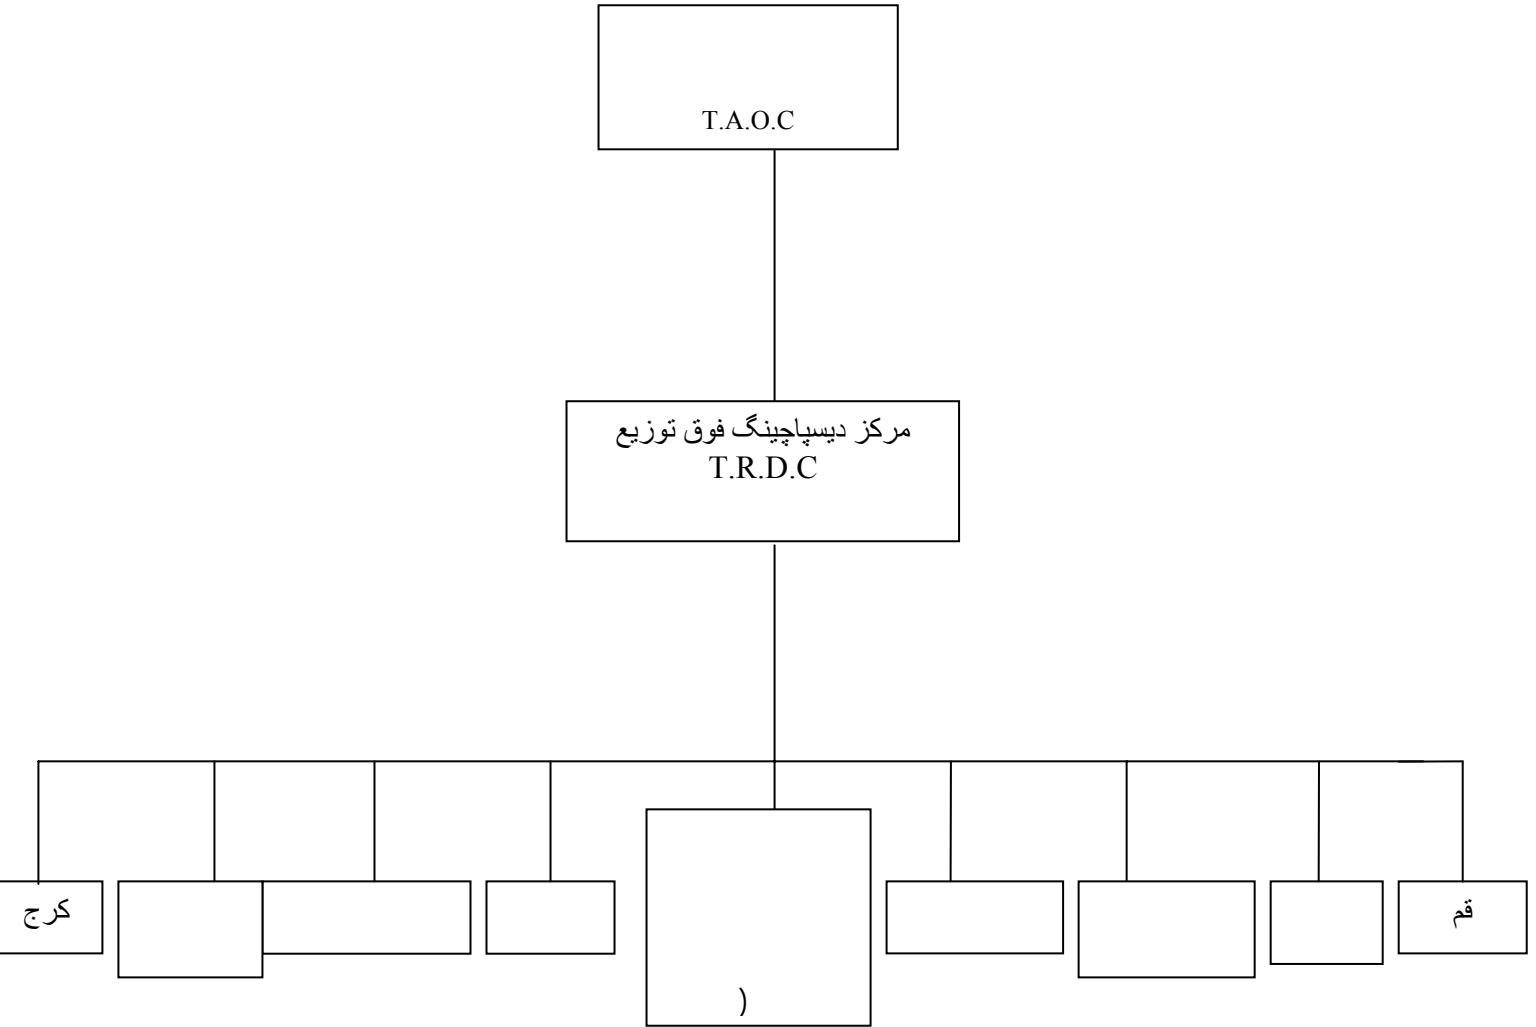 T.A.O.C
مرکز دیسپاچینگ فوق توزیع
T.R.D.C
قم
کرج
)